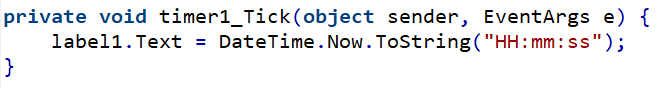 private void timer1_Tick(object sender, EventArgs e) {
    label1.Text = DateTime.Now.ToString("HH:mm:ss");
}